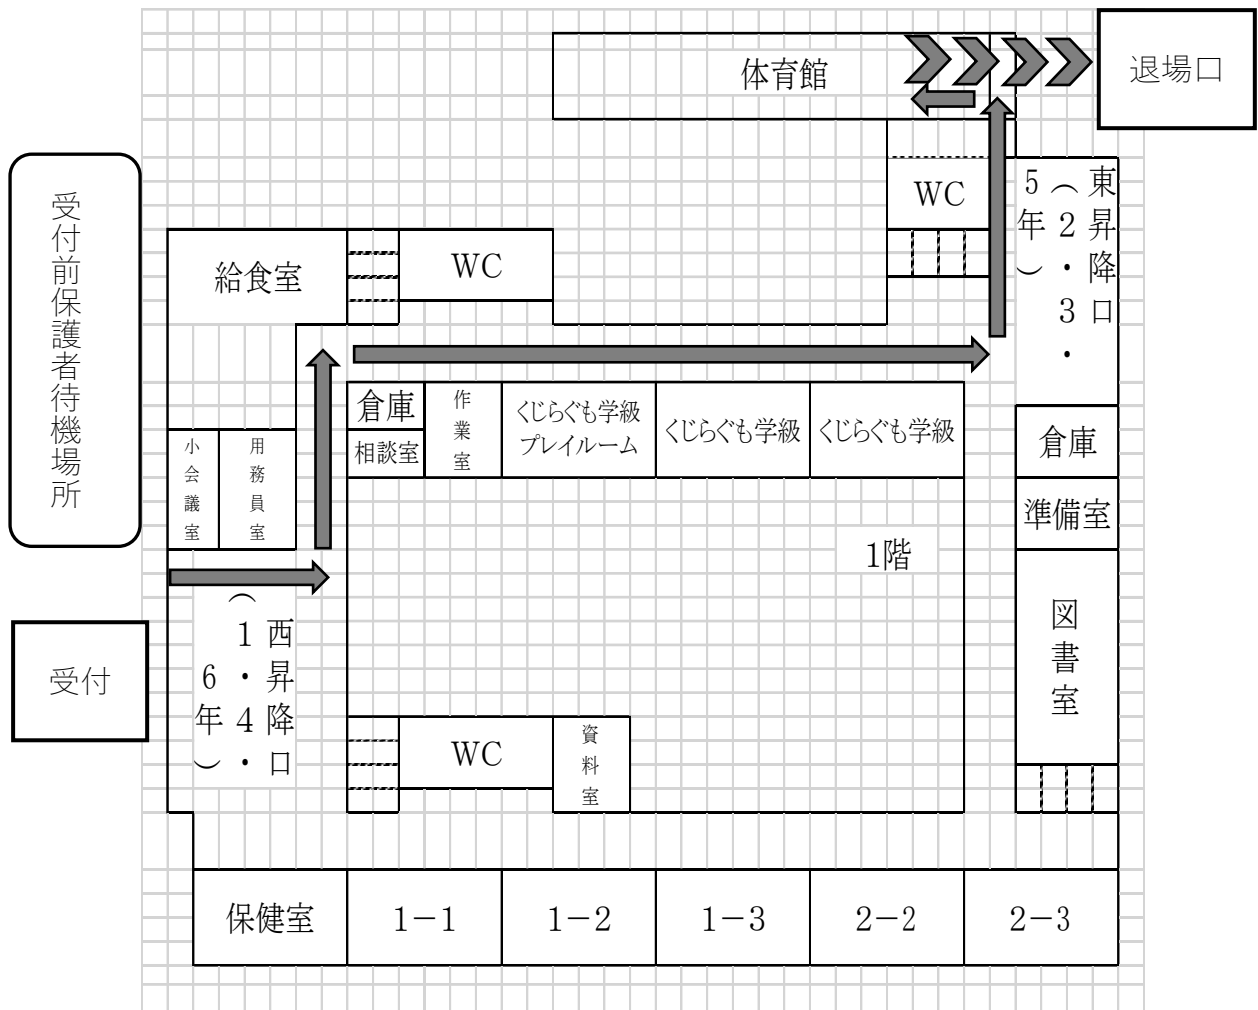 体育館
退場口
受付前保護者待機場所
WC
東昇降口
（2・3・
5年）
給食室
WC
倉庫
作業室
くじらぐも学級
プレイルーム
くじらぐも学級
くじらぐも学級
相談室
倉庫
小会議室
用務員室
準備室
1階
西昇降口
（1・4・
6年）
図書室
受付
WC
資料室
保健室
1－1
1－2
1－3
2－2
2－3